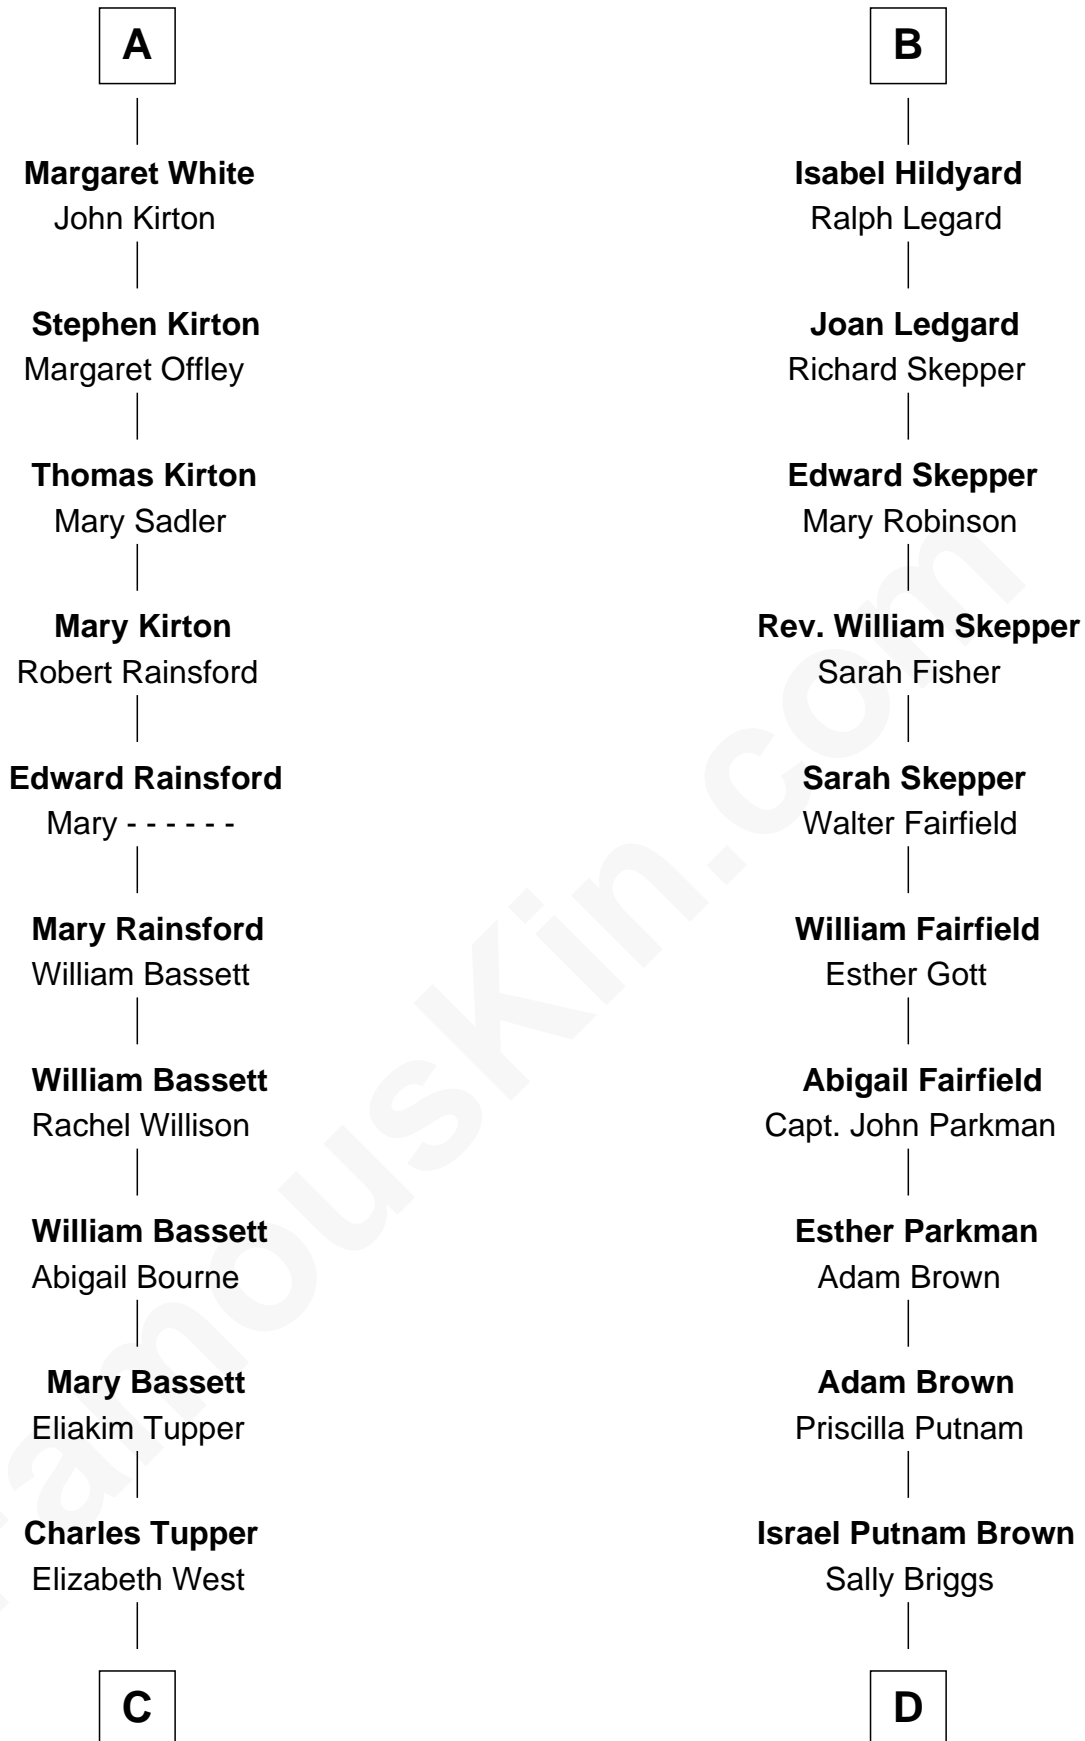 A
Margaret White
John Kirton
Stephen Kirton
Margaret Offley
Thomas Kirton
Mary Sadler
Mary Kirton
Robert Rainsford
Edward Rainsford
Mary - - - - - -
Mary Rainsford
William Bassett
William Bassett
Rachel Willison
William Bassett
Abigail Bourne
Mary Bassett
Eliakim Tupper
Charles Tupper
Elizabeth West
C
B
Isabel Hildyard
Ralph Legard
Joan Ledgard
Richard Skepper
Edward Skepper
Mary Robinson
Rev. William Skepper
Sarah Fisher
Sarah Skepper
Walter Fairfield
William Fairfield
Esther Gott
Abigail Fairfield
Capt. John Parkman
Esther Parkman
Adam Brown
Adam Brown
Priscilla Putnam
Israel Putnam Brown
Sally Briggs
D
FamousKin.com